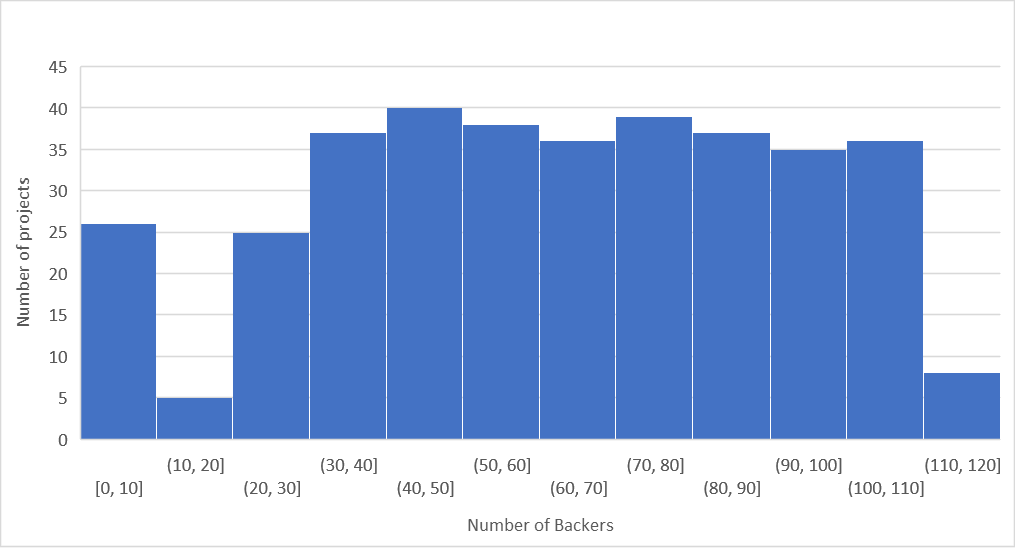 45
40
35
30
25
20
15
10
5
0
Number of projects
(10, 20] (30, 40] (50, 60] (70, 80] (90, 100] (110, 120]
[0, 10] (20, 30] (40, 50] (60, 70] (80, 90] (100, 110]
Number of Backers